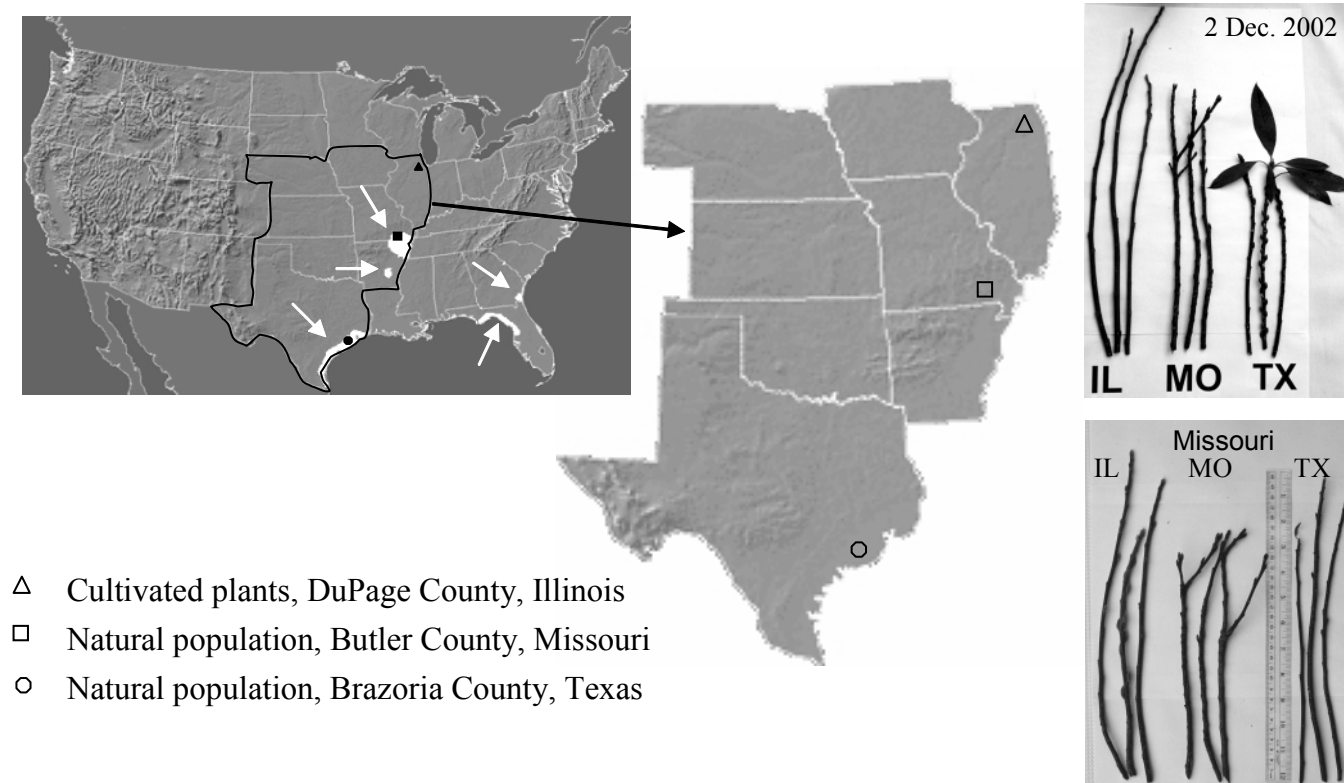 2 Dec. 2002
IL MO TX
Missouri
IL MO TX
Cultivated plants, DuPage County, Illinois
Natural population, Butler County, Missouri
Natural population, Brazoria County, Texas